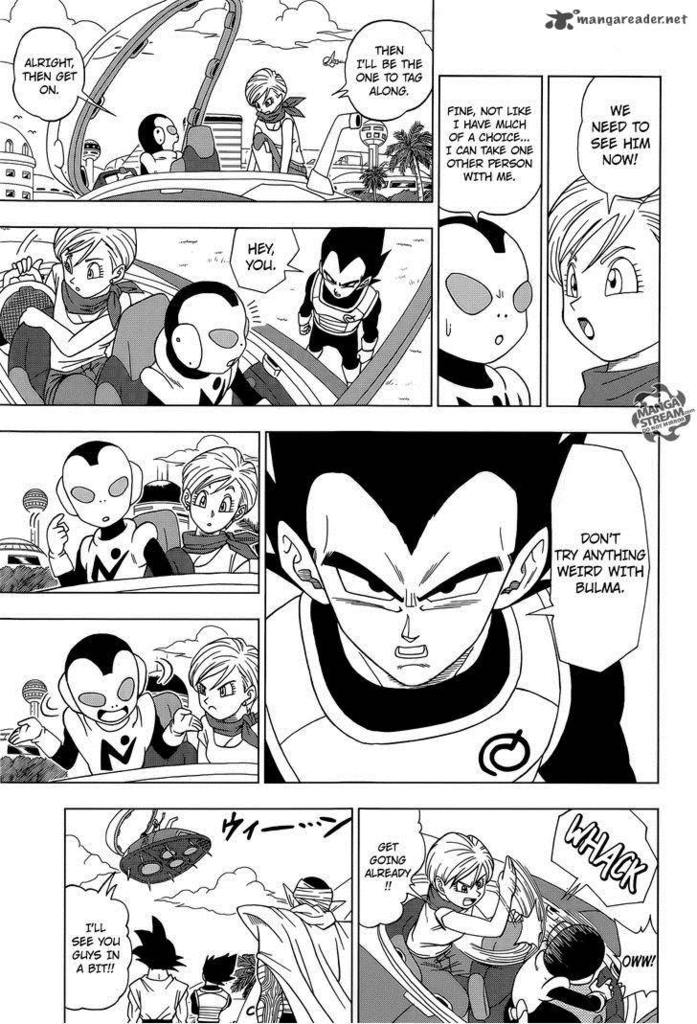 mangareader.net
WE
NEED TO
SEE HIM
NOW!
FINE, NOT LIKE
I HAVE MUCH
OF A CHOICE...
I CAN TAKE ONE
OTHER PERSON
WITH ME.
THEN
I'LL BE THE
ONE TO TAG
ALONG.
ALRIGHT,
THEN GET
ON.
HEY,
YOU.
MANGA
STREAM
DON'T
TRY ANYTHING
WEIRD WITH
BULMA.
WHACK
GET
GOING
ALREADY
!!
OWW!
ウィー・・・ン
I'LL
SEE YOU
GUYS IN
A BIT!!